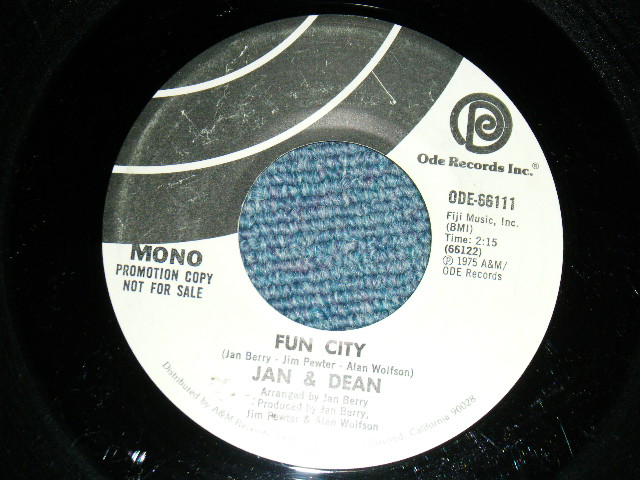 Ode Records Inc.®
ODE-66111
Fiji Music, Inc.
(BMI)
Time: 2:15
(66122)
℗ 1975 A&M/
ODE Records
MONO
PROMOTION COPY
NOT FOR SALE
FUN CITY
(Jan Berry - Jim Pewter - Alan Wolfson)
JAN & DEAN
Arranged by Jan Berry
Produced by Jan Burry,
Jim Pewter & Alan Wolfson
Distributed by A&M Records, California 90028